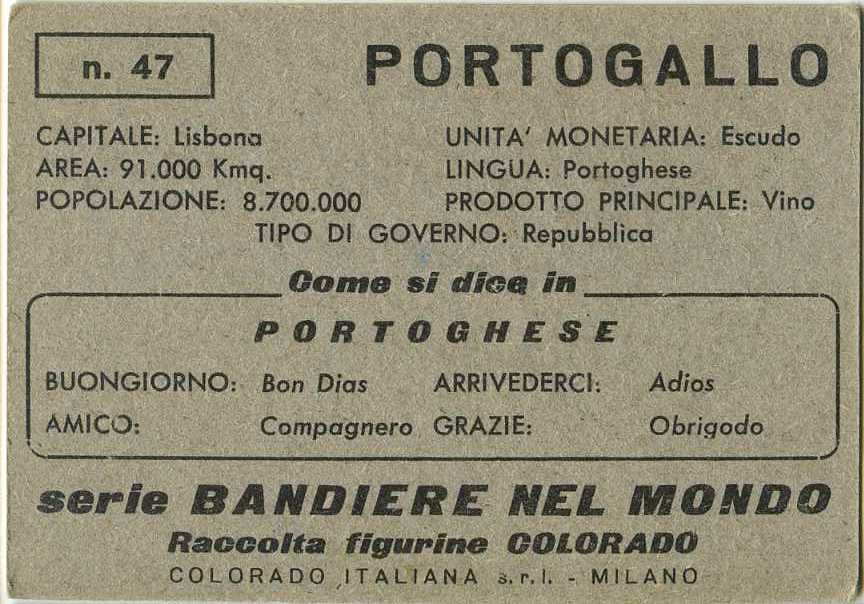 n. 47
PORTOGALLO
CAPITALE: Lisbona
AREA: 91.000 Kmq.
POPOLAZIONE: 8.700.000
UNITA' MONETARIA: Escudo
LINGUA: Portoghese
PRODOTTO PRINCIPALE: Vino
TIPO DI GOVERNO: Repubblica
Come si dice in
PORTOGHESE
BUONGIORNO: Bon Dias ARRIVEDERCI: Adios
AMICO: Compagnero GRAZIE: Obrigodo
serie BANDIERE NEL MONDO
Raccolta figurine COLORADO
COLORADO ITALIANA s.r.l. - MILANO